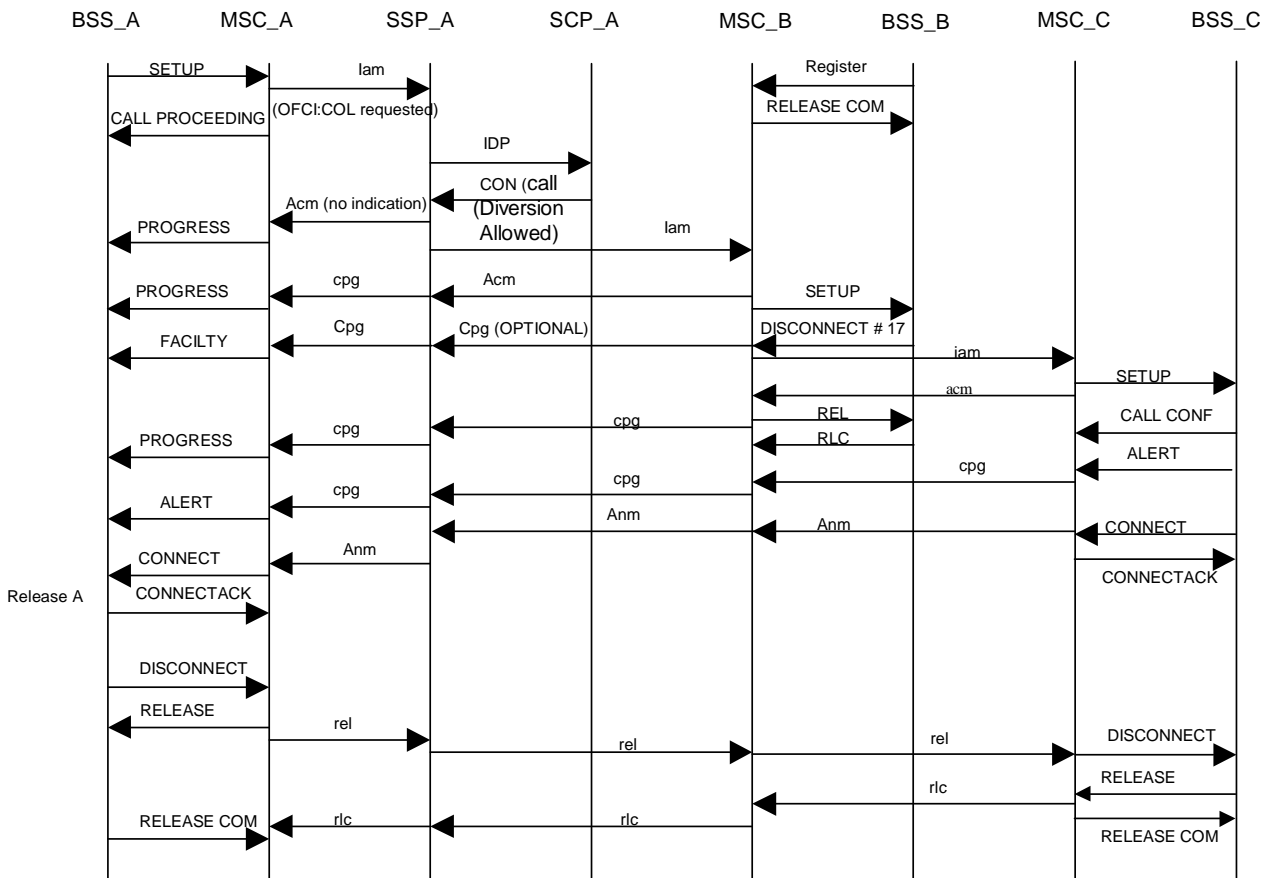 BSS_A MSC_A SSP_A SCP_A MSC_B BSS_B MSC_C BSS_C
SETUP Iam Register
(OFCI:COL requested) RELEASE COM
CALL PROCEEDING
IDP
CON (call
Acm (no indication) (Diversion
PROGRESS Allowed) Iam
PROGRESS cpg Acm SETUP
FACILTY Cpg Cpg (OPTIONAL) DISCONNECT # 17
iam
SETUP
acm
REL CALL CONF
PROGRESS cpg cpg RLC
ALERT
cpg
ALERT cpg cpg
Anm Anm CONNECT
CONNECT Anm
CONNECTACK
Release A CONNECTACK
DISCONNECT
RELEASE rel
rel rel DISCONNECT
RELEASE
rlc
RELEASE COM rlc rlc
RELEASE COM